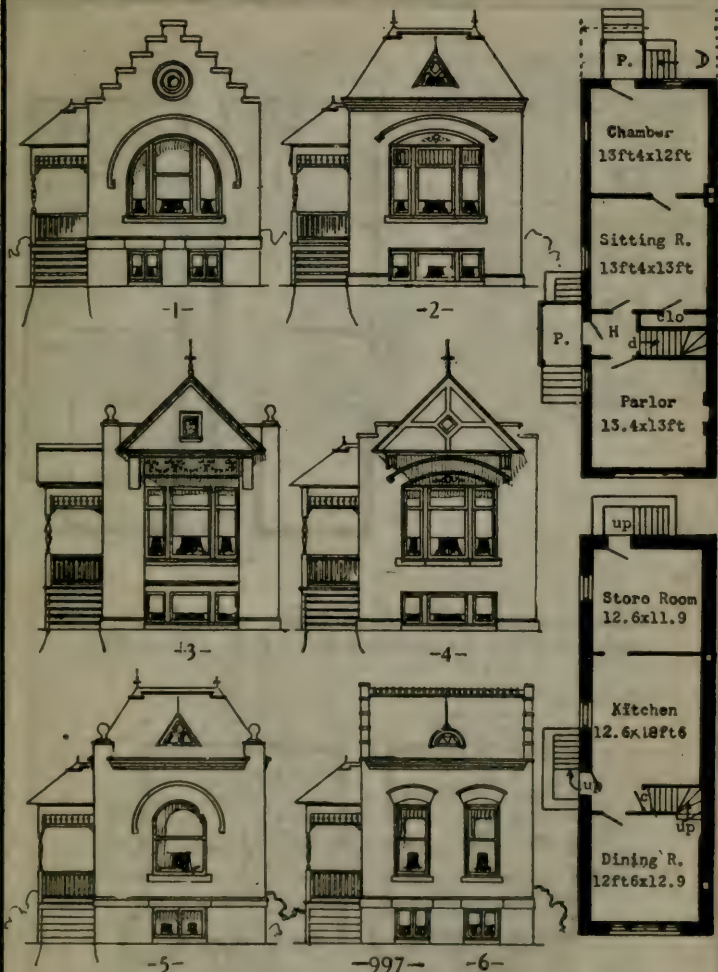 P.
Chamber
13ft4x12ft
Sitting R.
13ft4x13ft
clo
H
d
P.
Parlor
13.4x13ft
-1-
-2-
up
Store Room
12.6x11.9
Kitchen
12.6x18ft6
up
c
up
Dining R.
12ft6x12.9
-3-
-4-
-5-
-997-
-6-